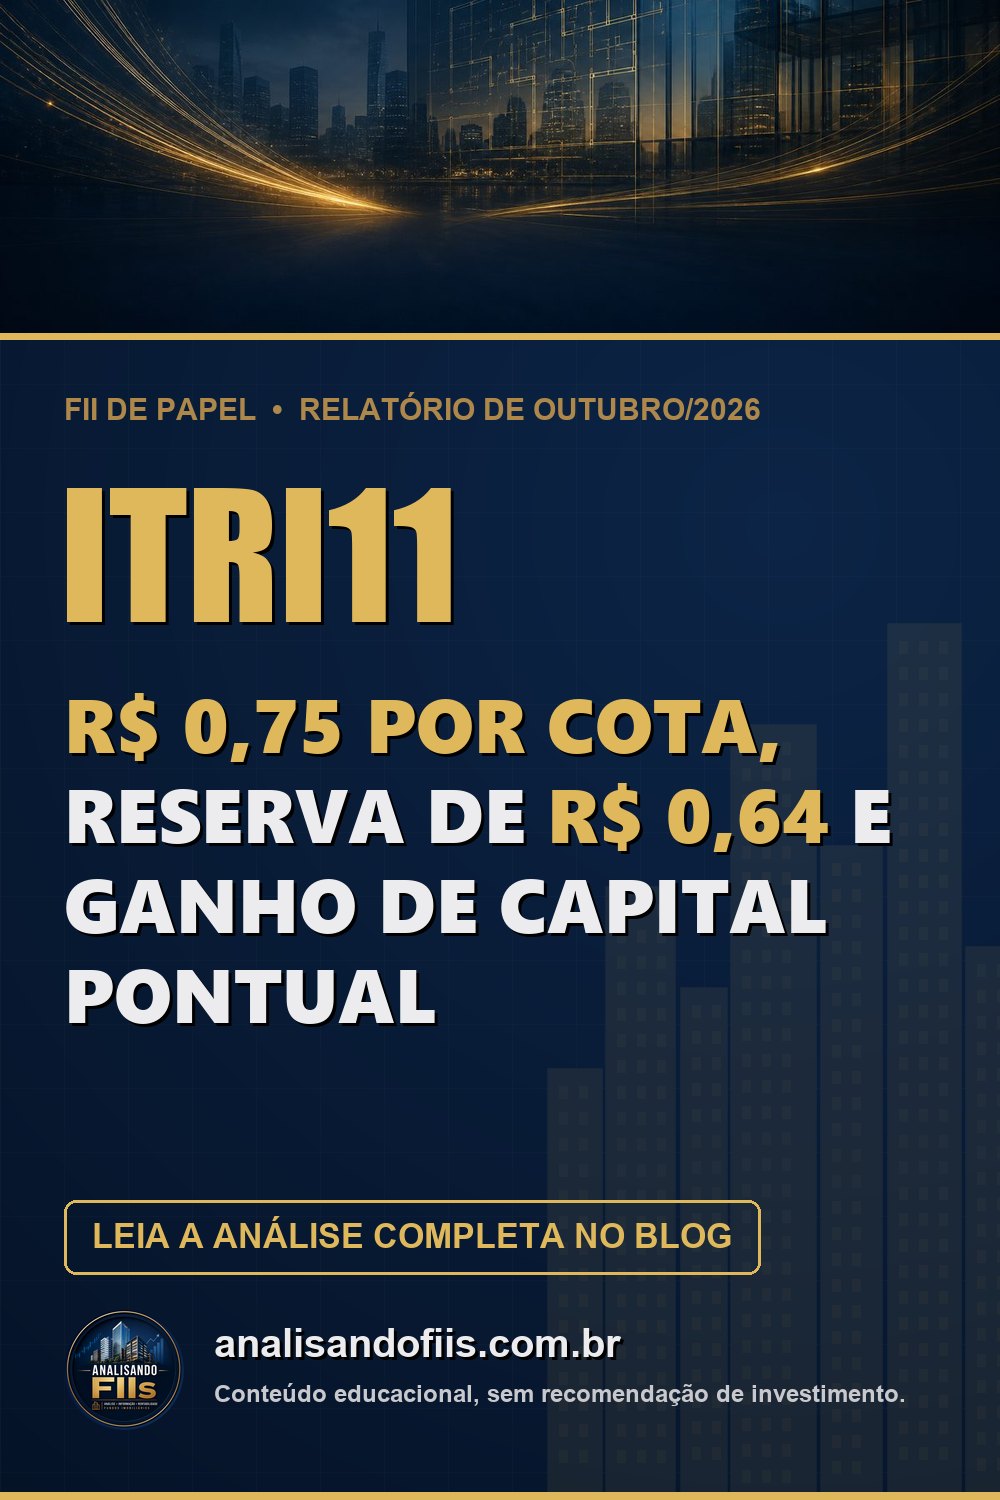 FII DE PAPEL • RELATÓRIO DE OUTUBRO/2026
ITRI11
R$ 0,75 POR COTA,
RESERVA DE R$ 0,64 E
GANHO DE CAPITAL
PONTUAL
LEIA A ANÁLISE COMPLETA NO BLOG
ANALISANDO
FIIs
analisandofiis.com.br
Conteúdo educacional, sem recomendação de investimento.